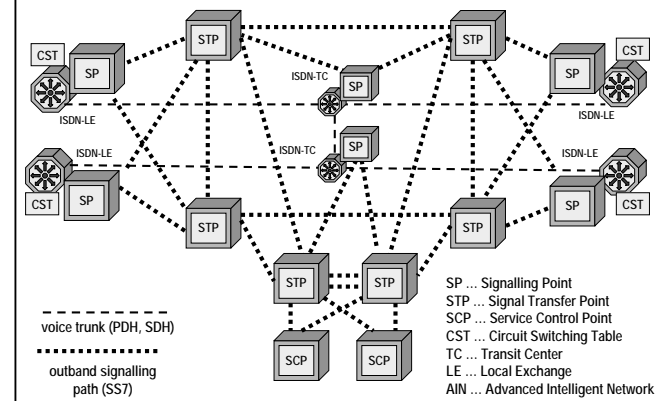 STP
STP
CST
SP
ISDN-LE
ISDN-TC
SP
SP
CST
ISDN-LE
ISDN-LE
CST
SP
ISDN-TC
SP
ISDN-LE
SP
CST
STP
STP
STP
STP
SCP
SCP
voice trunk (PDH, SDH)
outband signalling
path (SS7)
SP ... Signalling Point
STP ... Signal Transfer Point
SCP ... Service Control Point
CST ... Circuit Switching Table
TC ... Transit Center
LE ... Local Exchange
AIN ... Advanced Intelligent Network